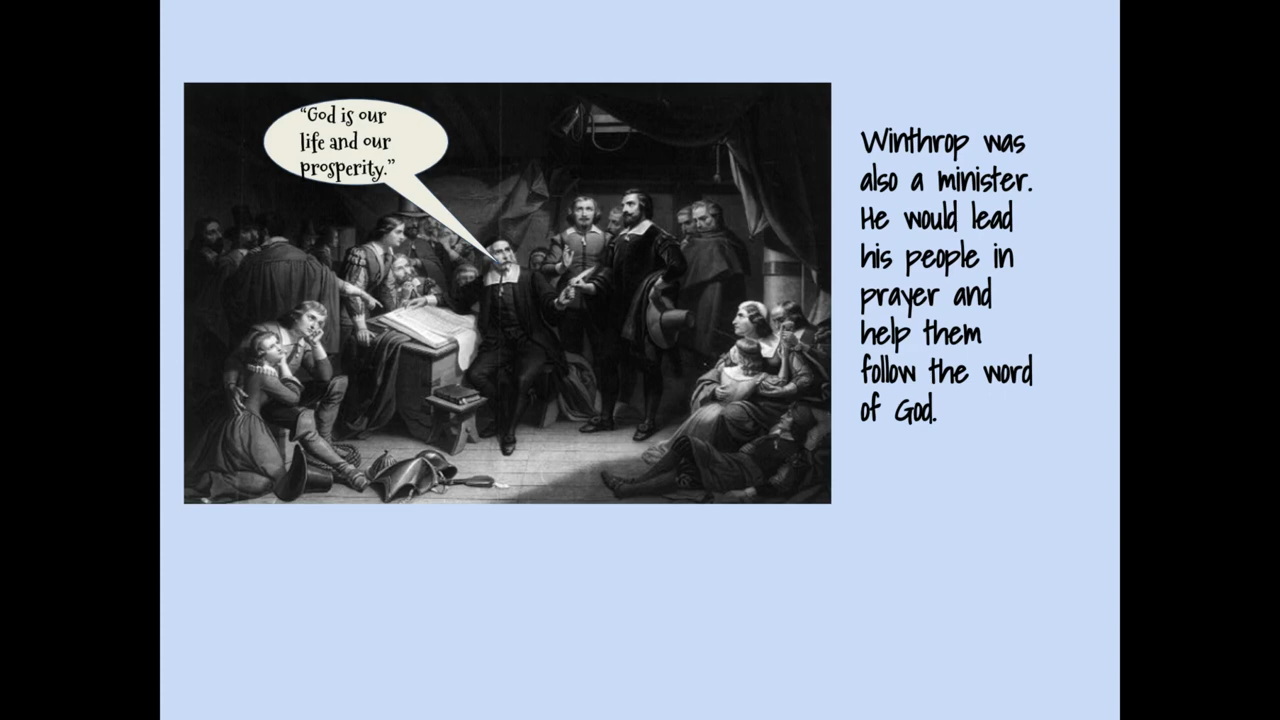 “God is our
life and our
prosperity.”
Winthrop was
also a minister.
He would lead
his people in
prayer and
help them
follow the word
of God.